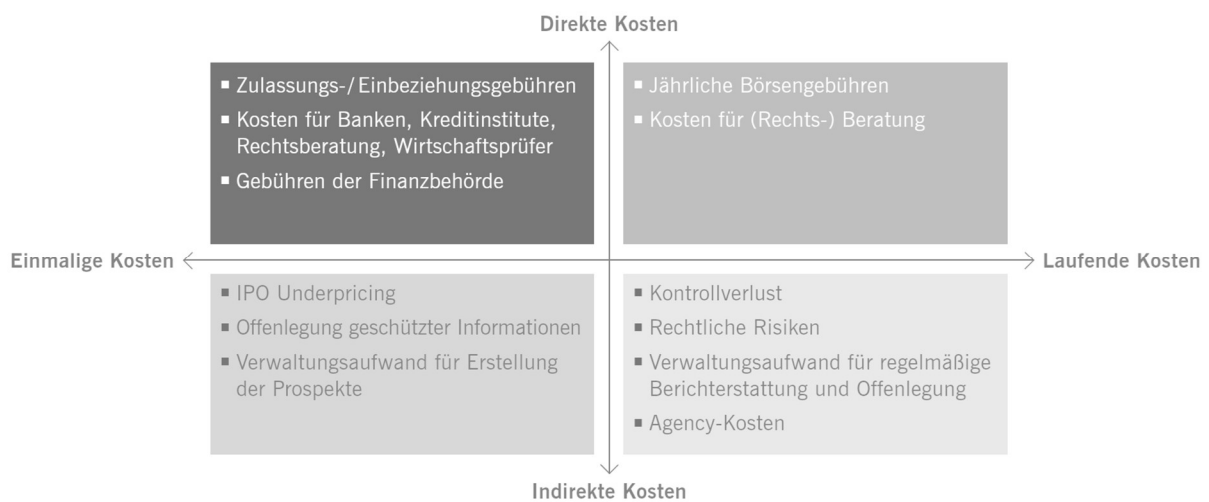 Direkte Kosten
Zulassungs-/Einbeziehungsgebühren
Kosten für Banken, Kreditinstitute,
Rechtsberatung, Wirtschaftsprüfer
Gebühren der Finanzbehörde
Jährliche Börsengebühren
Kosten für (Rechts-) Beratung
Einmalige Kosten
Laufende Kosten
IPO Underpricing
Offenlegung geschützter Informationen
Verwaltungsaufwand für Erstellung
der Prospekte
Kontrollverlust
Rechtliche Risiken
Verwaltungsaufwand für regelmäßige
Berichterstattung und Offenlegung
Agency-Kosten
Indirekte Kosten